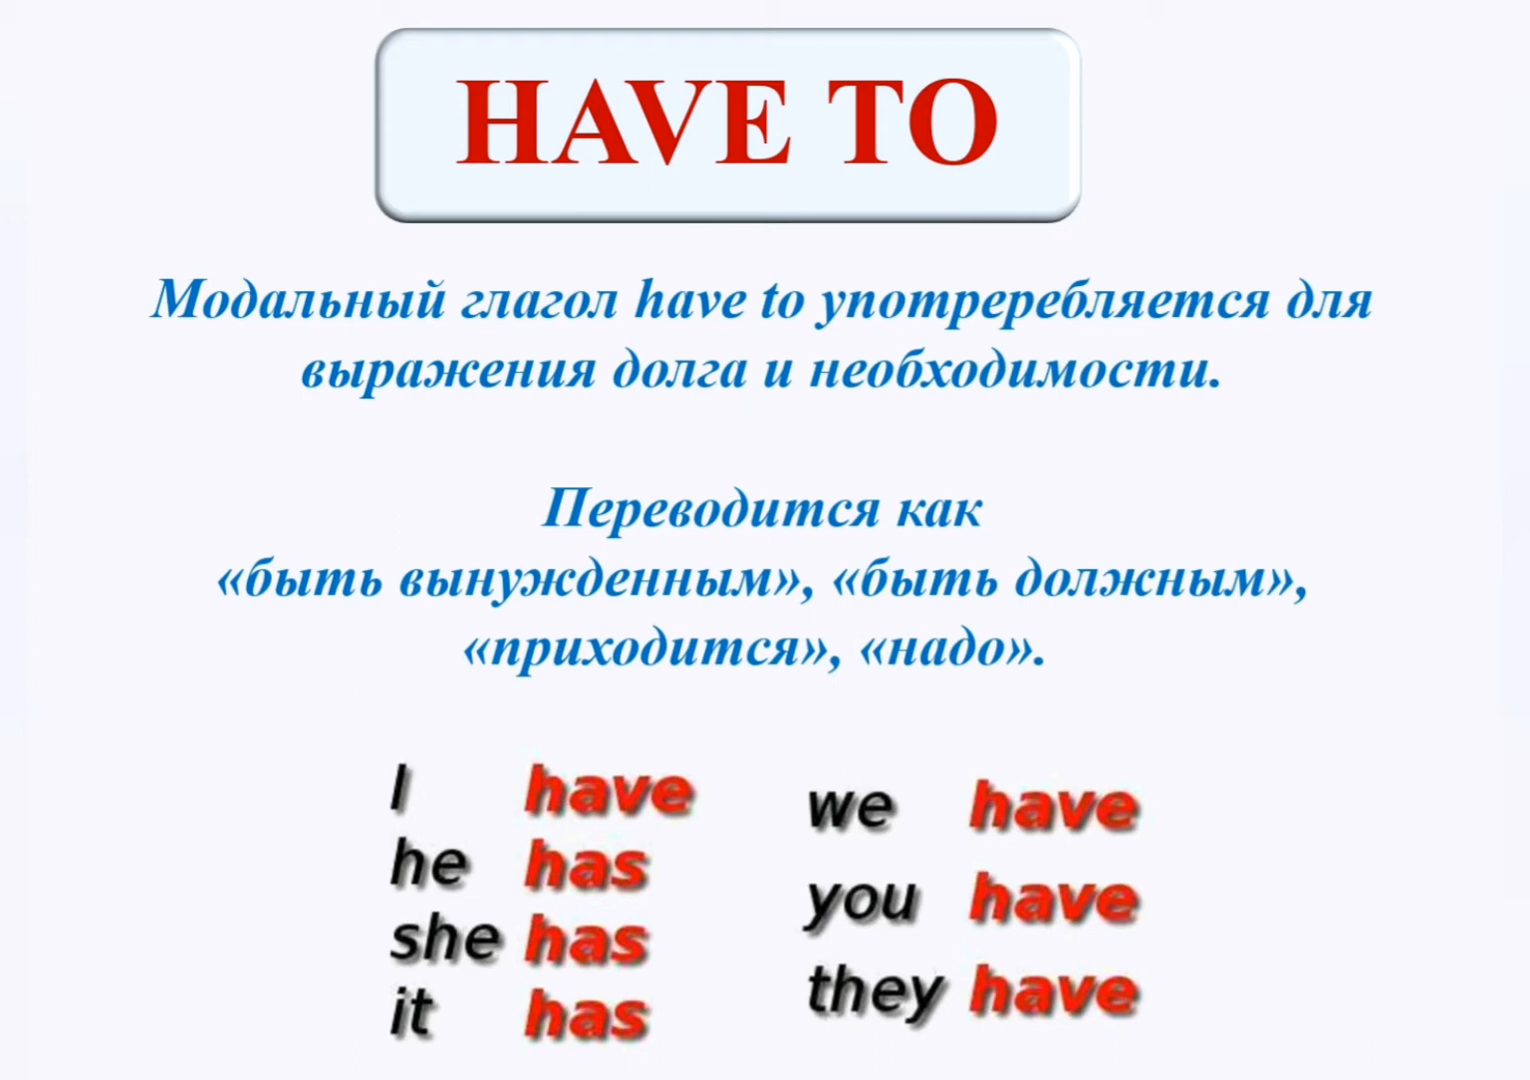 HAVE TO
Модальный глагол have to употреребляется для
выражения долга и необходимости.
Переводится как
«быть вынужденным», «быть должным»,
«приходится», «надо».
I have
he has
she has
it has
we have
you have
they have